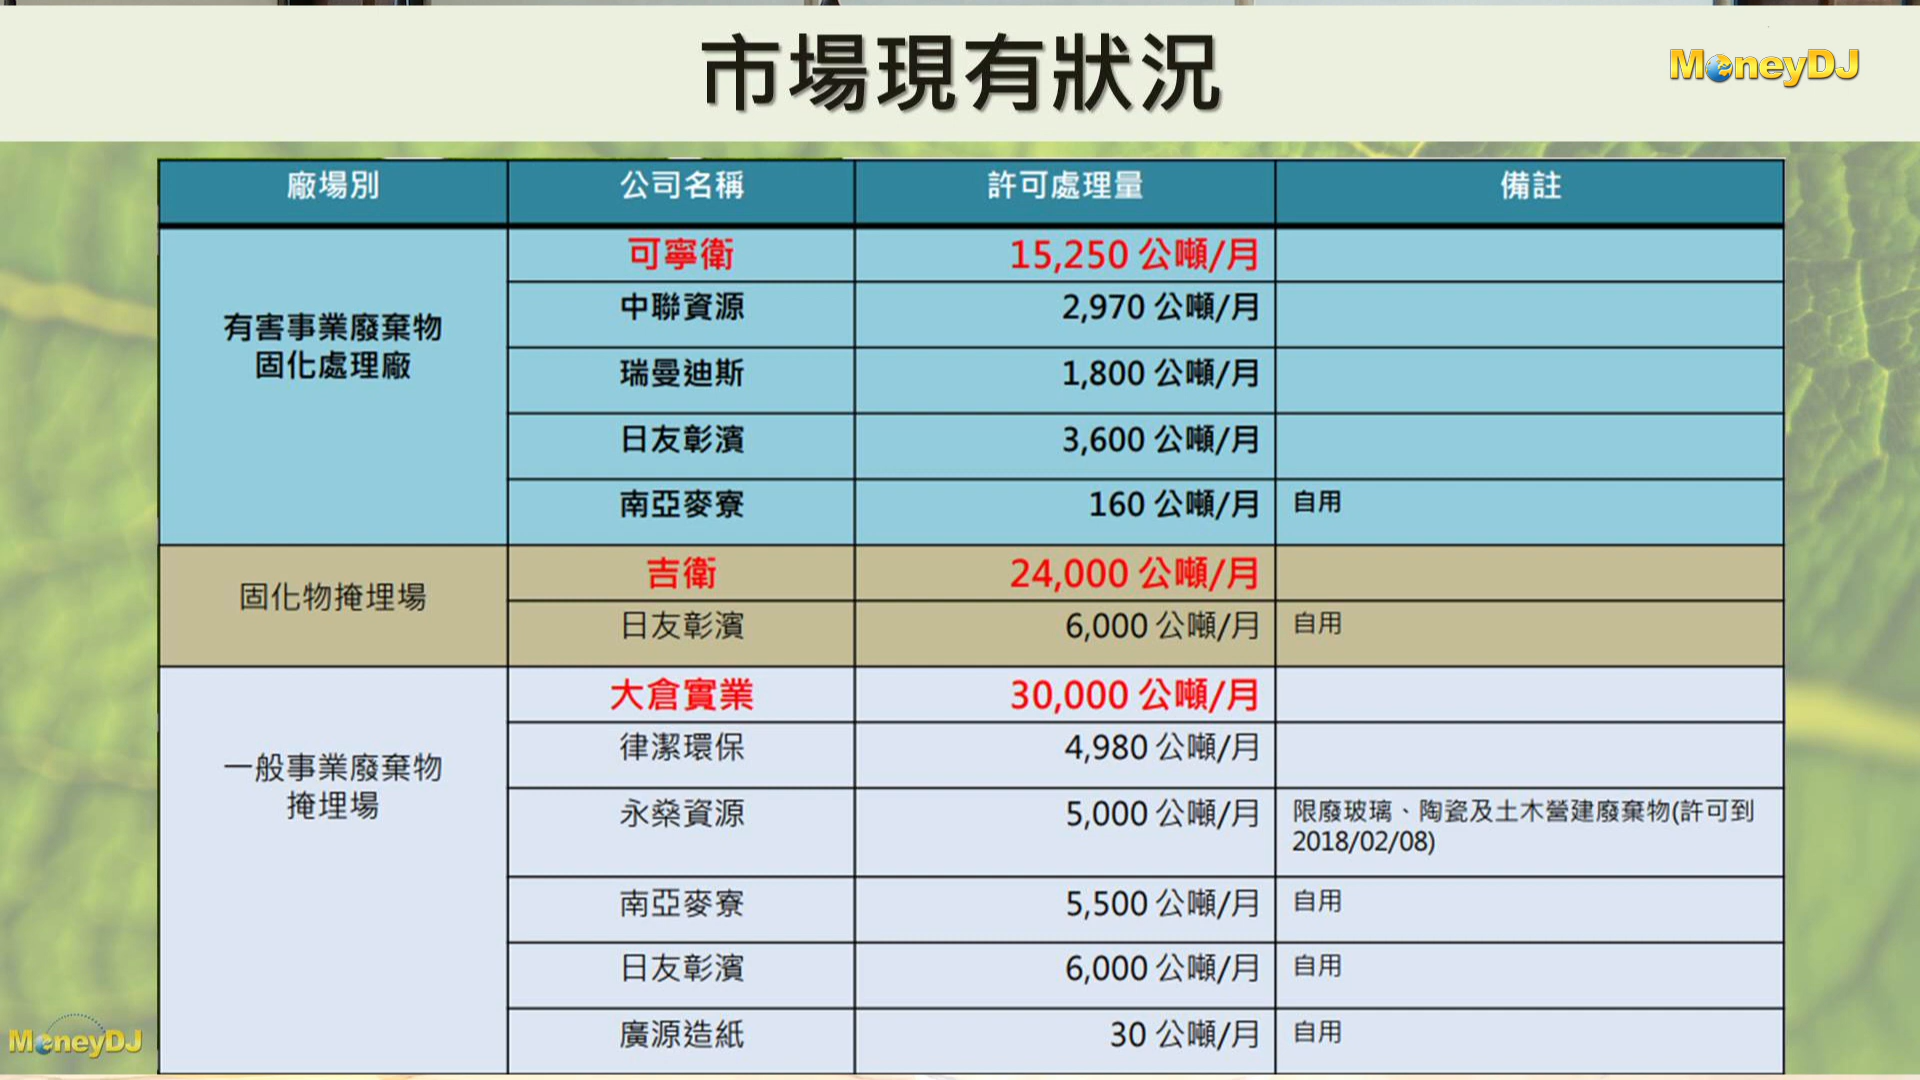 市場現有狀況
MoneyDJ
廠場別 公司名稱 許可處理量 備註
有害事業廢棄物
固化處理廠
可寧衛 15,250 公噸/月
中聯資源 2,970 公噸/月
瑞曼迪斯 1,800 公噸/月
日友彰濱 3,600 公噸/月
南亞麥寮 160 公噸/月 自用
固化物掩埋場
吉衛 24,000 公噸/月
日友彰濱 6,000 公噸/月 自用
一般事業廢棄物
掩埋場
大倉實業 30,000 公噸/月
律潔環保 4,980 公噸/月
永燊資源 5,000 公噸/月 限廢玻璃、陶瓷及土木營建廢棄物(許可到
2018/02/08)
南亞麥寮 5,500 公噸/月 自用
日友彰濱 6,000 公噸/月 自用
廣源造紙 30 公噸/月 自用
MoneyDJ